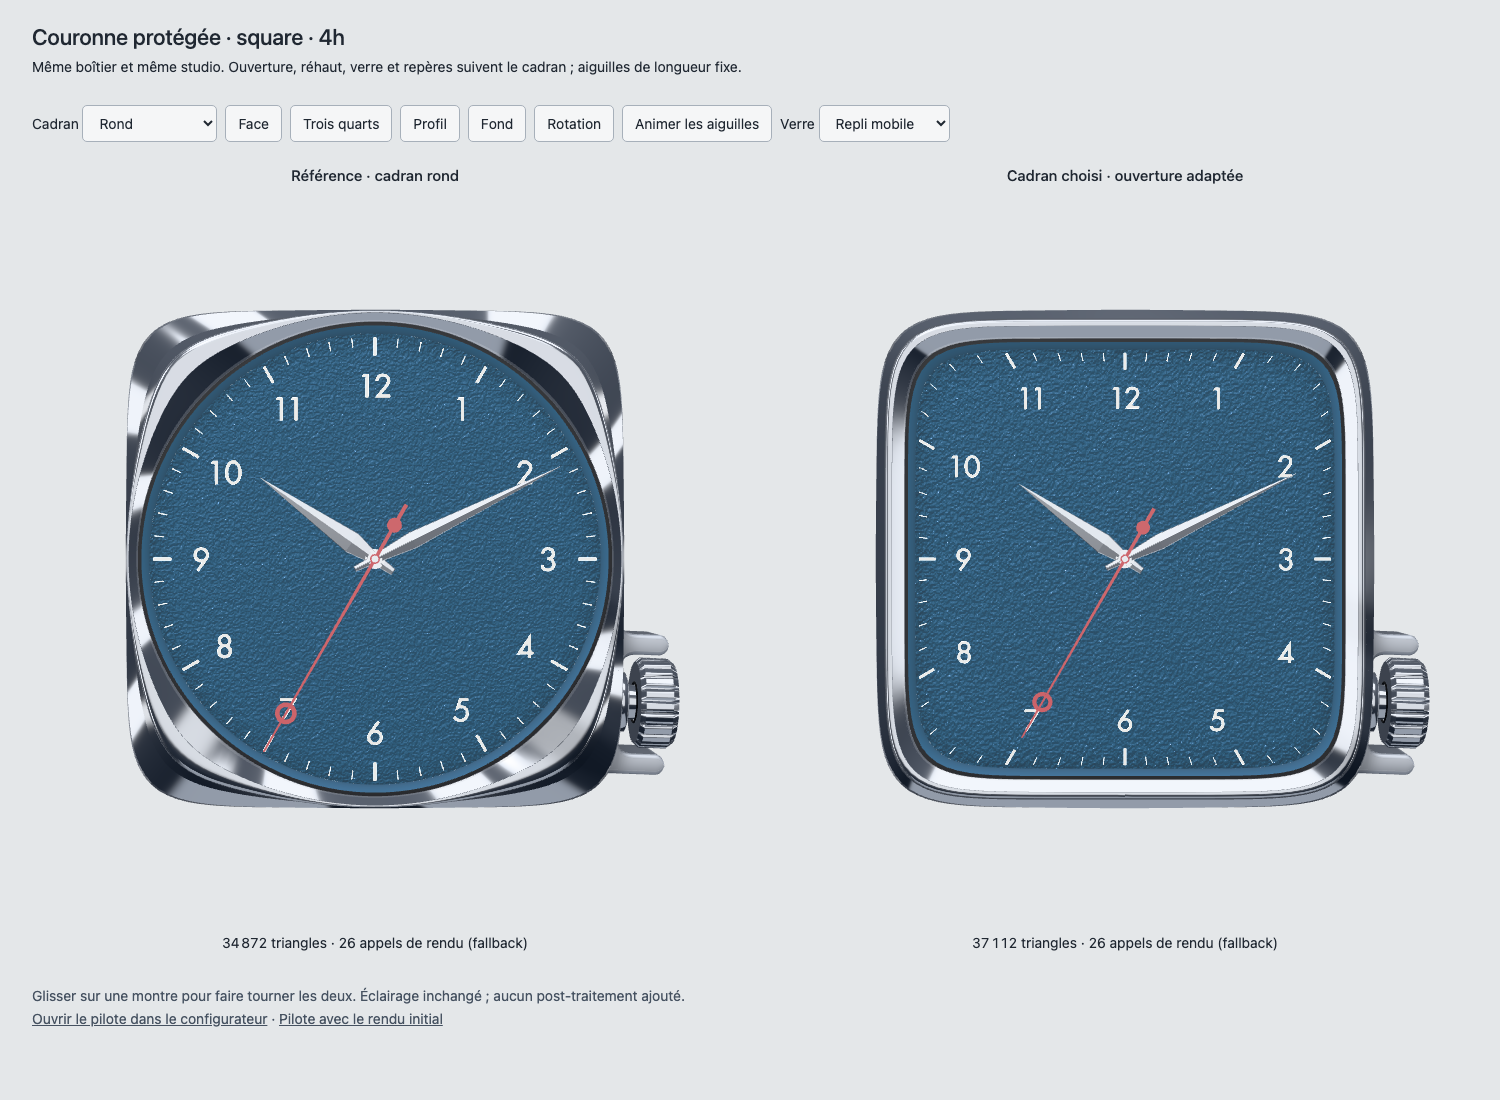 Couronne protégée · square · 4h
Même boîtier et même studio. Ouverture, réhaut, verre et repères suivent le cadran ; aiguilles de longueur fixe.
Cadran Rond Face Trois quarts Profil Fond Rotation Animer les aiguilles Verre Repli mobile
Référence · cadran rond
12
11 1
10 2
9 3
8 4
7 5
6
34 872 triangles · 26 appels de rendu (fallback)
Cadran choisi · ouverture adaptée
11 12 1
10 2
9 3
8 4
7 6 5
37 112 triangles · 26 appels de rendu (fallback)
Glisser sur une montre pour faire tourner les deux. Éclairage inchangé ; aucun post-traitement ajouté.
Ouvrir le pilote dans le configurateur · Pilote avec le rendu initial